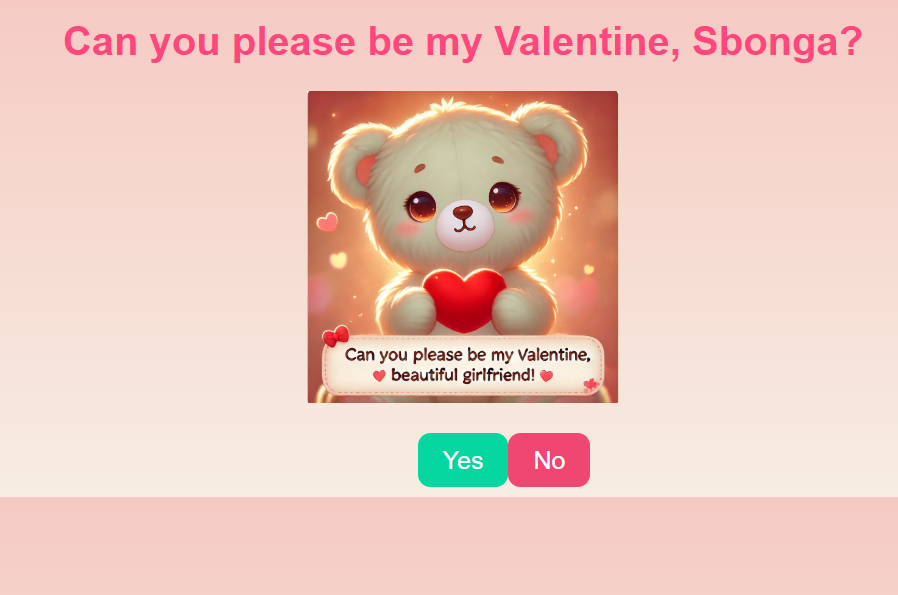 Can you please be my Valentine, Sbonga?
Can you please be my Valentine,
beautiful girlfriend!
Yes
No